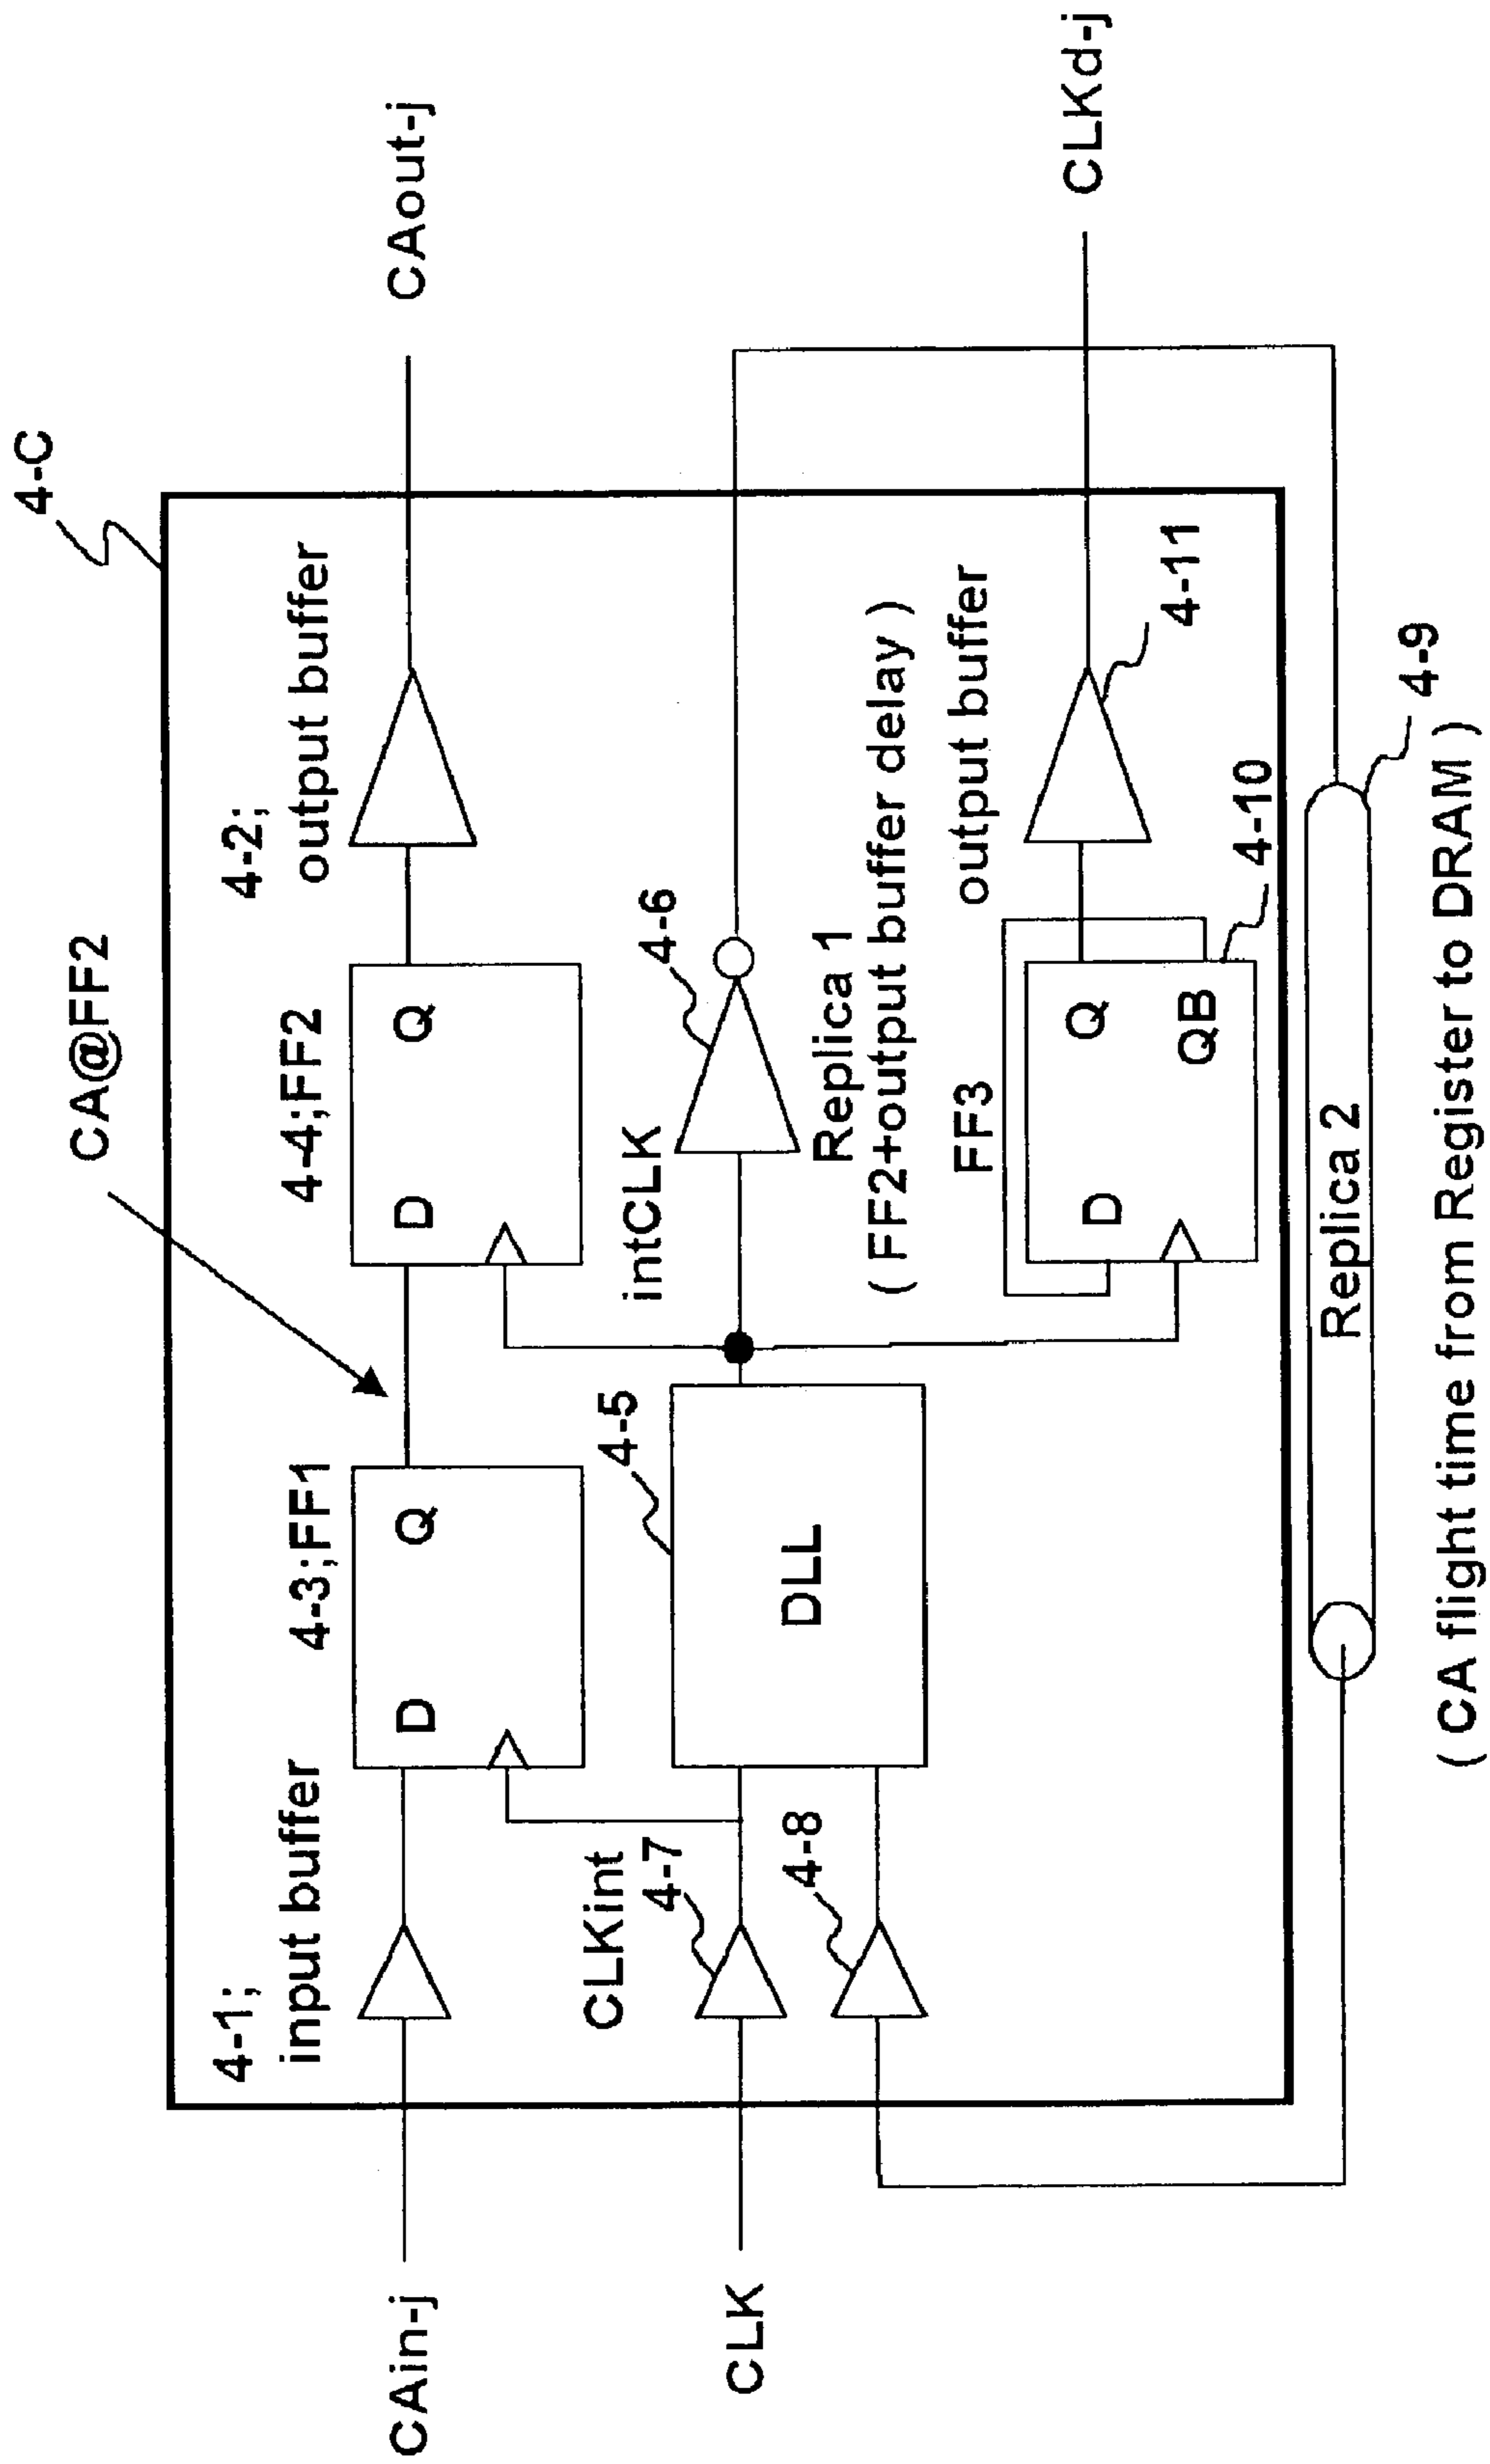 4-C
CA@FF2
4-1;
input buffer
4-3;FF1
4-4;FF2
4-2;
output buffer
CAin-j
D
Q
D
Q
CAout-j
CLKint
4-7
4-5
intCLK
4-6
CLK
DLL
4-8
Replica 1
( FF2+output buffer delay )
FF3
output buffer
D
Q
QB
4-11
CLKd-j
4-10
Replica 2
4-9
( CA flight time from Register to DRAM )